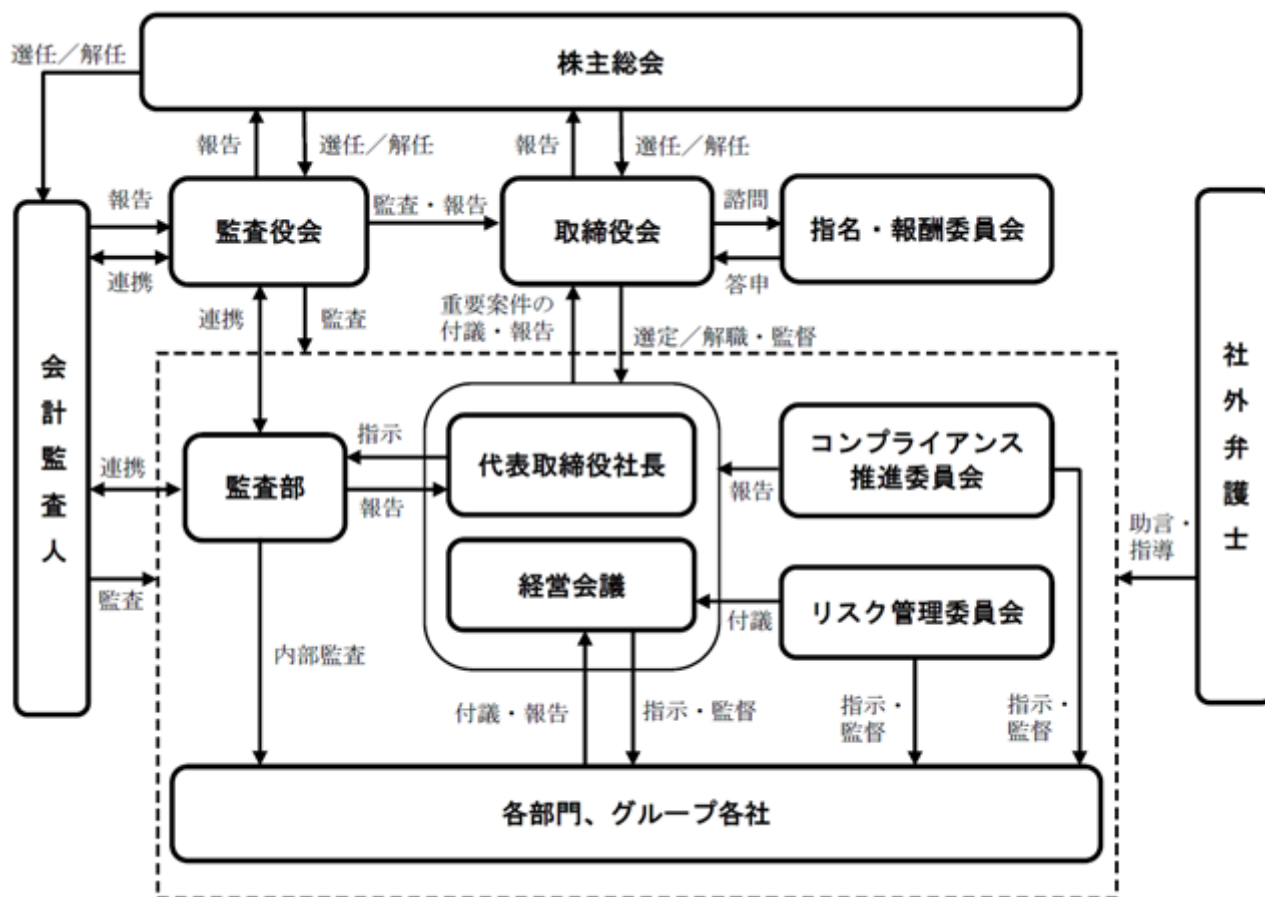 選任／解任
株主総会
報告
選任／解任
報告
選任／解任
報告
監査役会
監査・報告
取締役会
諮問
指名・報酬委員会
連携
答申
連携
監査
重要案件の
付議・報告
選定／解職・監督
会計監査人
社外弁護士
連携
監査部
指示
報告
代表取締役社長
報告
コンプライアンス
推進委員会
助言・
指導
監査
経営会議
付議
リスク管理委員会
内部監査
付議・報告
指示・監督
指示・
監督
指示・
監督
各部門、グループ各社